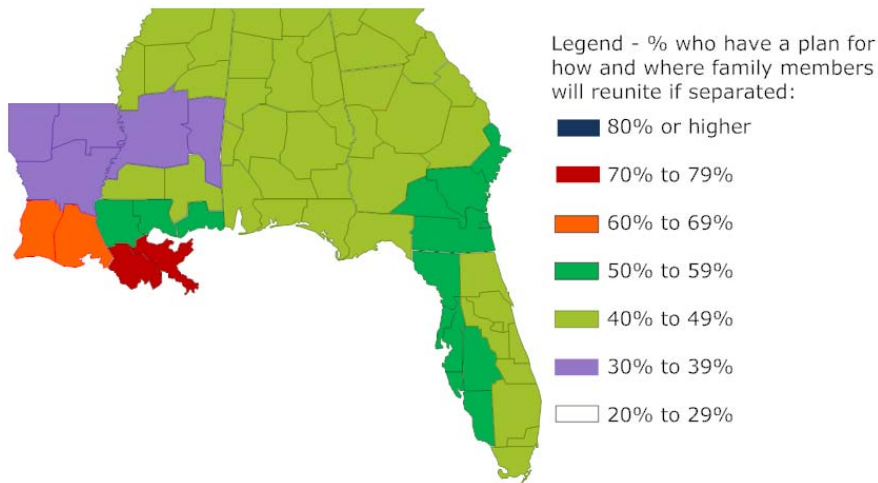 Legend - % who have a plan for
how and where family members
will reunite if separated:
80% or higher
70% to 79%
60% to 69%
50% to 59%
40% to 49%
30% to 39%
20% to 29%